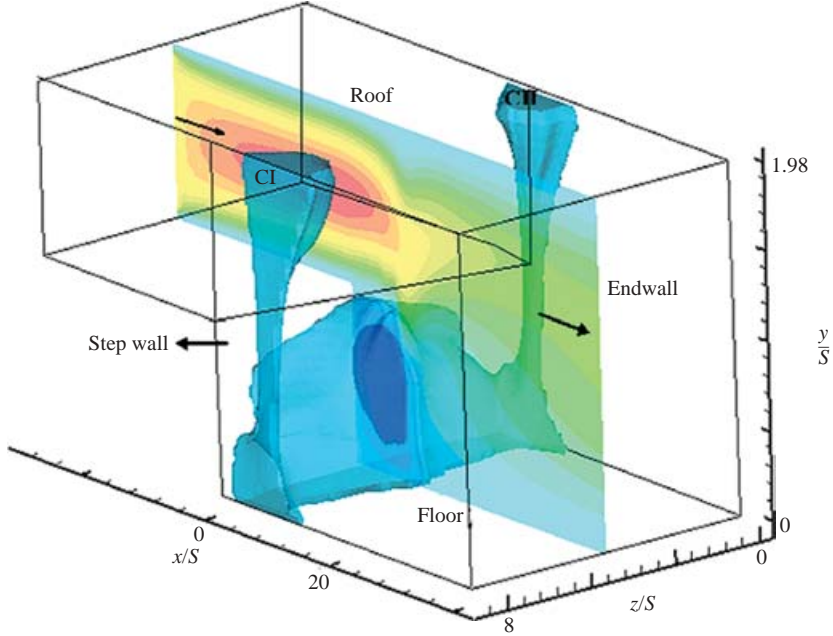 Roof
CII
CI
1.98
Endwall
Step wall
y/S
Floor
0
0
x/S
20
0
z/S
8